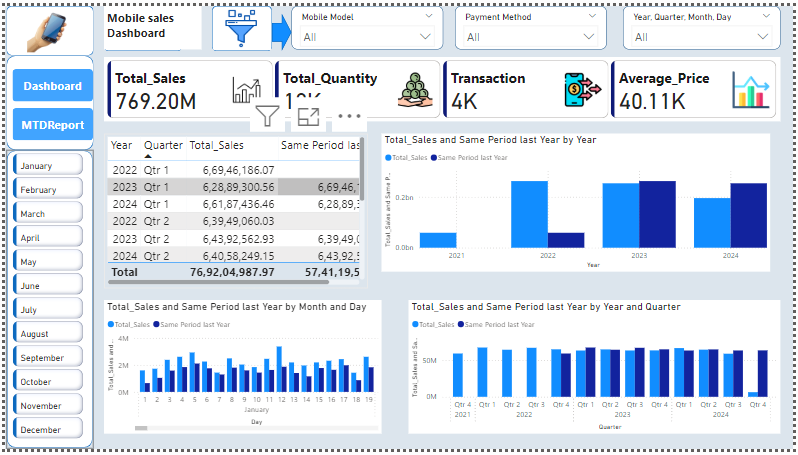 Mobile sales
Dashboard
Mobile Model
All
Payment Method
All
Year, Quarter, Month, Day
All
Dashboard
MTDReport
January
February
March
April
May
June
July
August
September
October
November
December
Total_Sales
769.20M
Total_Quantity
Transaction
4K
Average_Price
40.11K
Year Quarter Total_Sales Same Period las
2022 Qtr 1 6,69,46,186.07
2023 Qtr 1 6,28,89,300.56 6,69,46,
2024 Qtr 1 6,61,87,436.46 6,28,89,
2022 Qtr 2 6,39,49,060.03
2023 Qtr 2 6,43,92,562.93 6,39,49,0
2024 Qtr 2 6,40,58,249.15 6,43,92,5
Total 76,92,04,987.97 57,41,19,5
Total_Sales and Same Period last Year by Year
Total_Sales Same Period last Year
Total_Sales and Same P...
0.2bn
0.0bn
2021 2022 2023 2024
Year
Total_Sales and Same Period last Year by Month and Day
Total_Sales Same Period last Year
Total_Sales and...
4M
2M
0M
1 2 3 4 5 6 7 8 9 10 11 12 13 14 15 16 17 18 19
January
Day
Total_Sales and Same Period last Year by Year and Quarter
Total_Sales Same Period last Year
Total_Sales and Sa...
50M
0M
Qtr 4 Qtr 1 Qtr 2 Qtr 3 Qtr 4 Qtr 1 Qtr 2 Qtr 3 Qtr 4 Qtr 1 Qtr 2 Qtr 3 Qtr 4
2021 2022 2023 2024
Quarter